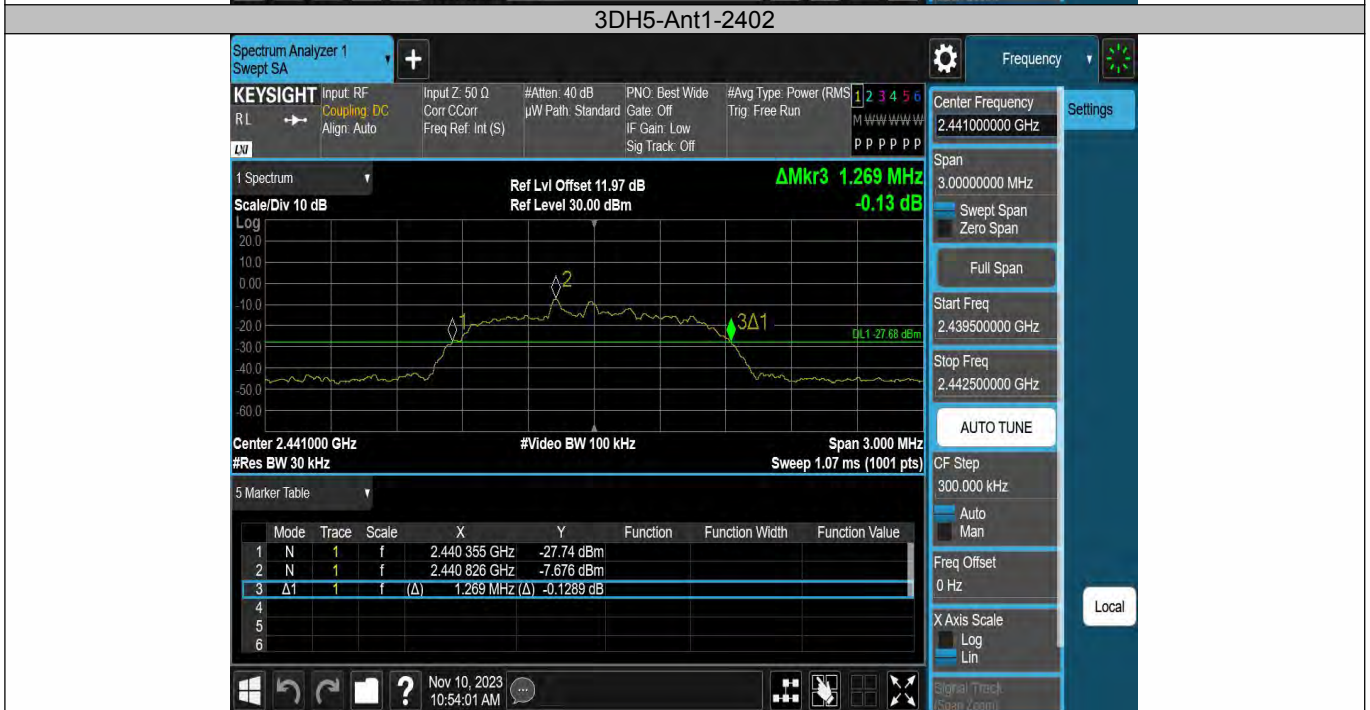 3DH5-Ant1-2402
Spectrum Analyzer 1
Swept SA
+
Frequency
KEYSIGHT
RL
LXI
Input: RF
Coupling: DC
Align: Auto
Input Z: 50 Ω
Corr CCorr
Freq Ref: Int (S)
#Atten: 40 dB
µW Path: Standard
PNO: Best Wide
Gate: Off
IF Gain: Low
Sig Track: Off
#Avg Type: Power (RMS
Trig: Free Run
1 2 3 4 5 6
M W W W W W
P P P P P P
Center Frequency
2.441000000 GHz
Settings
Span
3.00000000 MHz
Swept Span
Zero Span
Full Span
Start Freq
2.439500000 GHz
Stop Freq
2.442500000 GHz
AUTO TUNE
CF Step
300.000 kHz
Auto
Man
Freq Offset
0 Hz
X Axis Scale
Log
Lin
Signal Track
(Span Zoom)
Local
1 Spectrum
Scale/Div 10 dB
Ref Lvl Offset 11.97 dB
Ref Level 30.00 dBm
ΔMkr3 1.269 MHz
-0.13 dB
Log
20.0
10.0
0.00
-10.0
-20.0
-30.0
-40.0
-50.0
-60.0
1
2
3Δ1
DL1 -27.68 dBm
Center 2.441000 GHz
#Video BW 100 kHz
Span 3.000 MHz
#Res BW 30 kHz
Sweep 1.07 ms (1001 pts)
5 Marker Table
Mode Trace Scale X Y Function Function Width Function Value
1 N 1 f 2.440 355 GHz -27.74 dBm
2 N 1 f 2.440 826 GHz -7.676 dBm
3 Δ1 1 f (Δ) 1.269 MHz (Δ) -0.1289 dB
4
5
6
?
Nov 10, 2023
10:54:01 AM